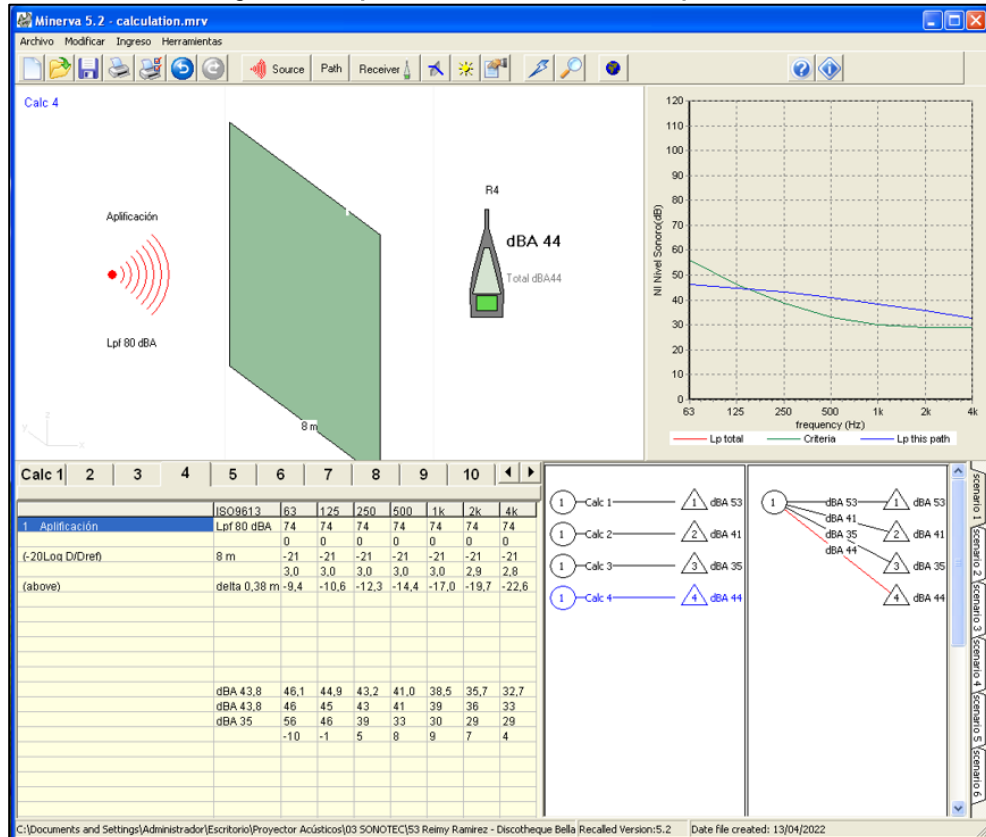 Minerva 5.2 - calculation.mrv
Archivo Modificar Ingreso Herramientas
Source Path Receiver
Calc 4
Aplificación
Lpf 80 dBA
8 m
R4
dBA 44
Total dBA44
z
y
x
NI Nivel Sonoro(dB)
120
110
100
90
80
70
60
50
40
30
20
10
0
63 125 250 500 1k 2k 4k
frequency (Hz)
Lp total Criteria Lp this path
Calc 1 2 3 4 5 6 7 8 9 10
ISO9613 63 125 250 500 1k 2k 4k
1 Aplificación Lpf 80 dBA 74 74 74 74 74 74 74
0 0 0 0 0 0 0
(-20Log D/Dref) 8 m -21 -21 -21 -21 -21 -21 -21
3,0 3,0 3,0 3,0 3,0 2,9 2,8
(above) delta 0,38 m -9,4 -10,6 -12,3 -14,4 -17,0 -19,7 -22,6
dBA 43,8 46,1 44,9 43,2 41,0 38,5 35,7 32,7
dBA 43,8 46 45 43 41 39 36 33
dBA 35 56 46 39 33 30 29 29
-10 -1 5 8 9 7 4
1 Calc 1 1 dBA 53
1 Calc 2 2 dBA 41
1 Calc 3 3 dBA 35
1 Calc 4 4 dBA 44
1 dBA 53 1 dBA 53
dBA 41 2 dBA 41
dBA 35 3 dBA 35
dBA 44 4 dBA 44
scenario 1
scenario 2
scenario 3
scenario 4
scenario 5
scenario 6
C:\Documents and Settings\Administrador\Escritorio\Proyector Acústicos\03 SONOTEC\53 Reimy Ramirez - Discotheque Bella Recalled Version:5.2 Date file created: 13/04/2022